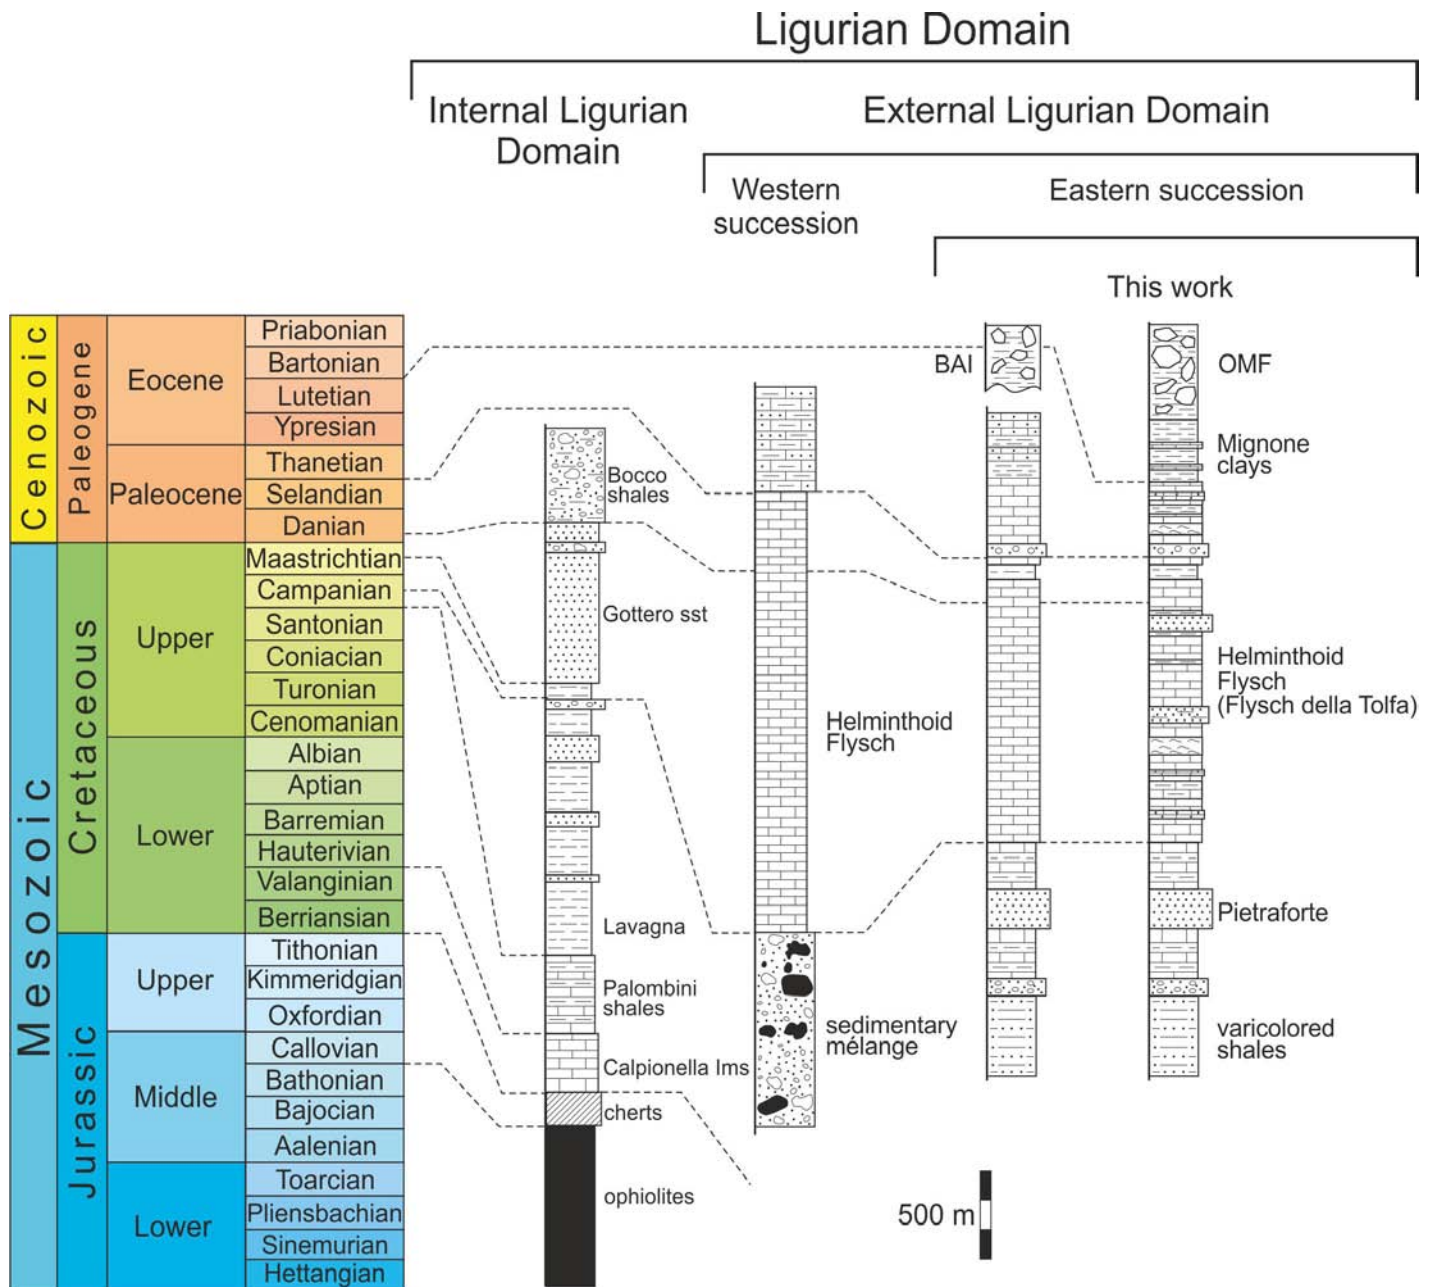 Ligurian Domain
Internal Ligurian
Domain
External Ligurian Domain
Western
succession
Eastern succession
This work
Cenozoic
Paleogene
Eocene
Priabonian
Bartonian
Lutetian
Ypresian
Paleocene
Thanetian
Selandian
Danian
Mesozoic
Cretaceous
Upper
Maastrichtian
Campanian
Santonian
Coniacian
Turonian
Cenomanian
Lower
Albian
Aptian
Barremian
Hauterivian
Valanginian
Berriansian
Jurassic
Upper
Tithonian
Kimmeridgian
Oxfordian
Middle
Callovian
Bathonian
Bajocian
Aalenian
Lower
Toarcian
Pliensbachian
Sinemurian
Hettangian
Bocco
shales
Gottero sst
Lavagna
Palombini
shales
Calpionella lms
cherts
ophiolites
Helminthoid
Flysch
sedimentary
mélange
BAI
OMF
Mignone
clays
Helminthoid
Flysch
(Flysch della Tolfa)
Pietraforte
varicolored
shales
500 m